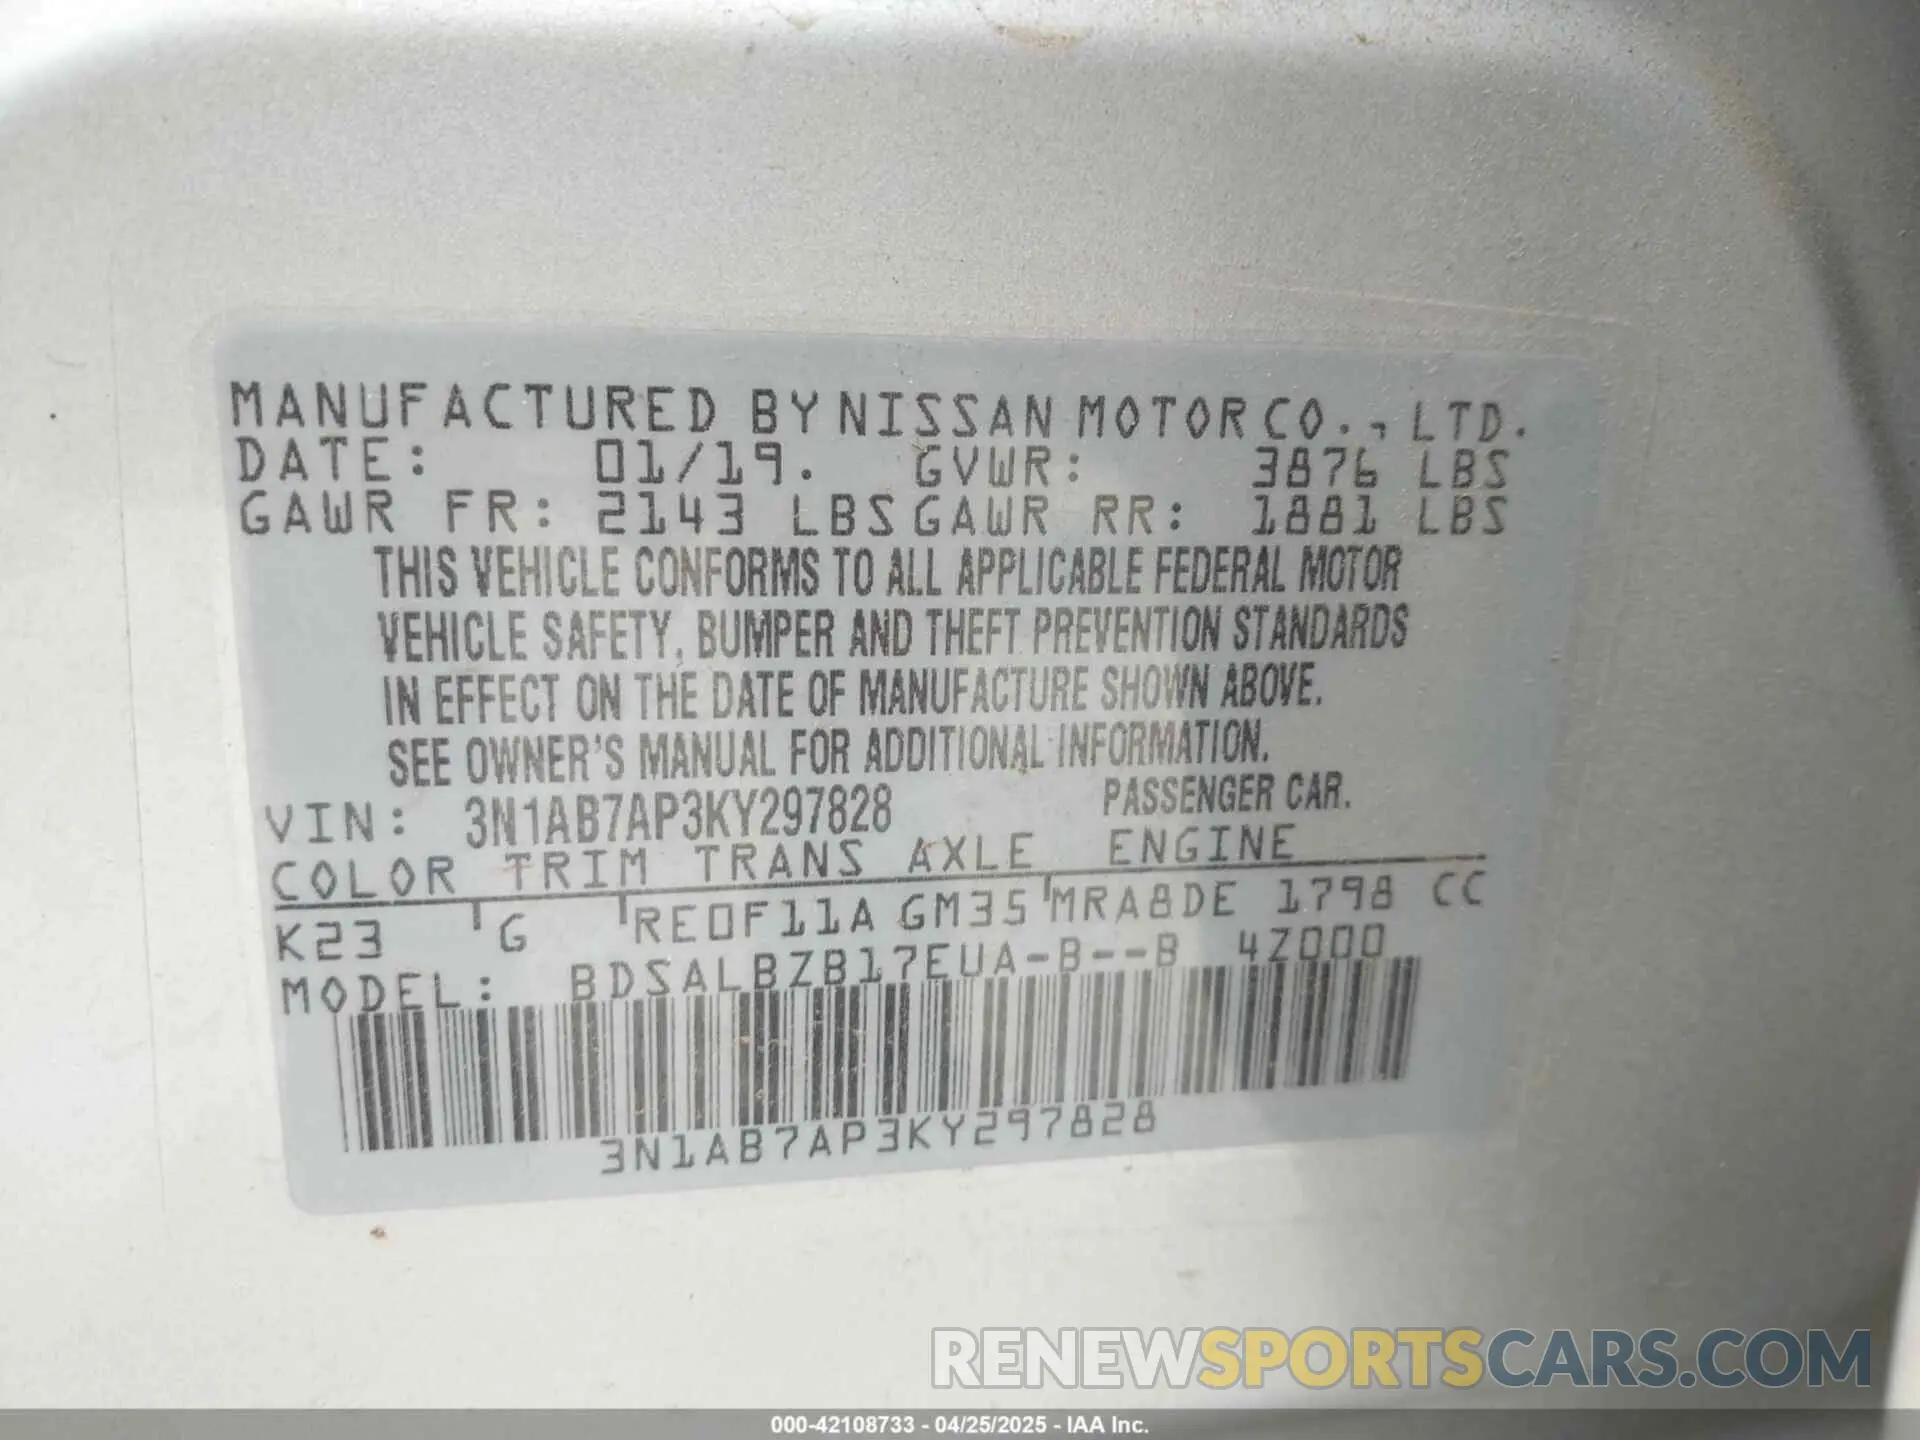 MANUFACTURED BY NISSAN MOTOR CO., LTD.
DATE: 01/19. GVWR: 3876 LBS
GAWR FR: 2143 LBS GAWR RR: 1881 LBS
THIS VEHICLE CONFORMS TO ALL APPLICABLE FEDERAL MOTOR
VEHICLE SAFETY, BUMPER AND THEFT PREVENTION STANDARDS
IN EFFECT ON THE DATE OF MANUFACTURE SHOWN ABOVE.
SEE OWNER'S MANUAL FOR ADDITIONAL INFORMATION.
VIN: 3N1AB7AP3KY297828 PASSENGER CAR.
COLOR TRIM TRANS AXLE ENGINE
K23 G RE0F11A GM35 MRA8DE 1798 CC
MODEL: BDSALBZB17EUA-B--B 4Z000
3N1AB7AP3KY297828
RENEWSPORTSCARS.COM
000-42108733 - 04/25/2025 - IAA Inc.